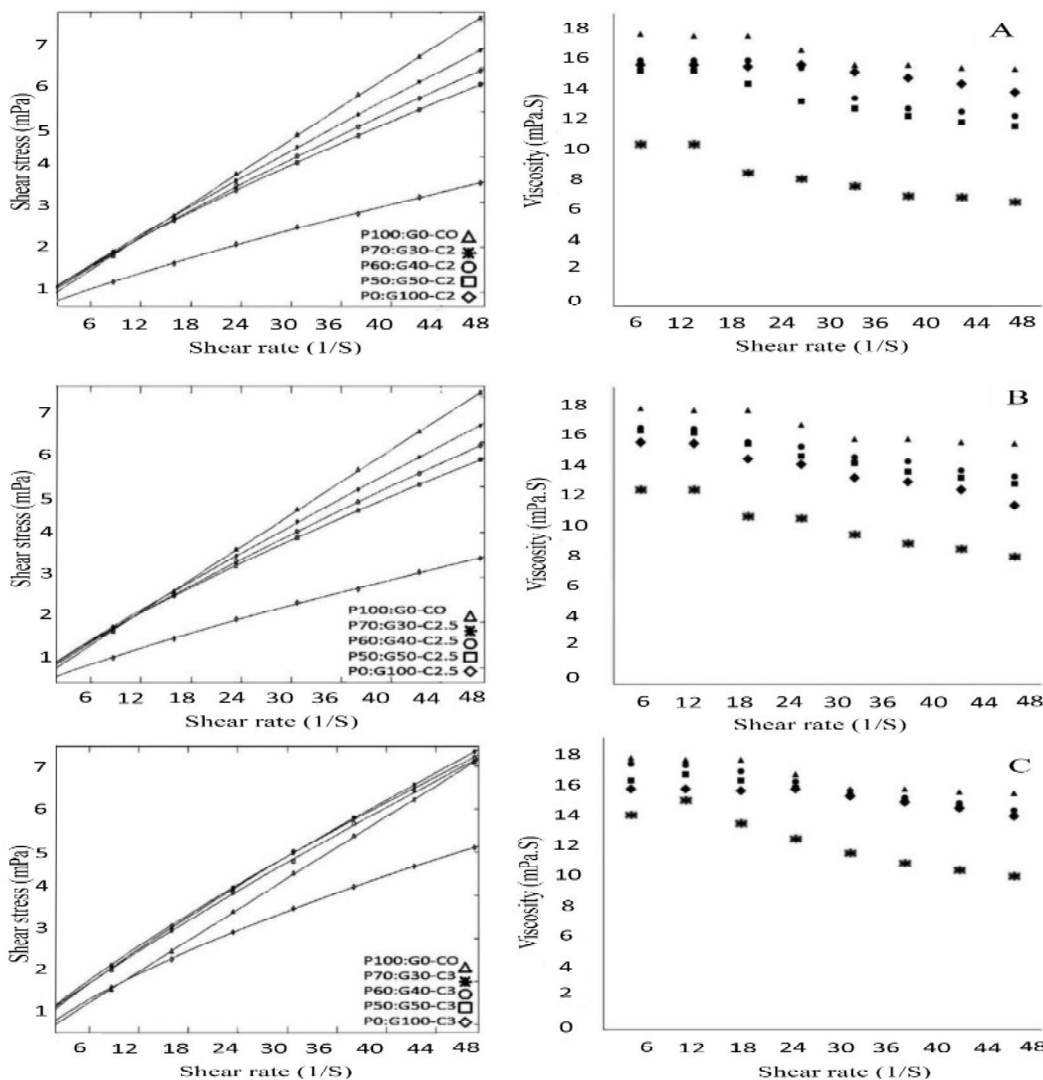 7
6
5
4
3
2
1
Shear stress (mPa)
P100:G0-CO
P70:G30-C2
P60:G40-C2
P50:G50-C2
P0:G100-C2
6 12 18 24 30 36 40 44 48
Shear rate (1/S)
A
18
16
14
12
10
8
6
4
2
0
Viscosity (mPa.S)
6 12 18 24 30 36 40 44 48
Shear rate (1/S)
7
6
5
4
3
2
1
Shear stress (mPa)
P100:G0-CO
P70:G30-C2.5
P60:G40-C2.5
P50:G50-C2.5
P0:G100-C2.5
6 12 18 24 30 36 40 44 48
Shear rate (1/S)
B
18
16
14
12
10
8
6
4
2
0
Viscosity (mPa.S)
6 12 18 24 30 36 40 44 48
Shear rate (1/S)
7
6
5
4
3
2
1
Shear stress (mPa)
P100:G0-CO
P70:G30-C3
P60:G40-C3
P50:G50-C3
P0:G100-C3
6 12 18 24 30 36 40 44 48
Shear rate (1/S)
C
18
16
14
12
10
8
6
4
2
0
Viscosity (mPa.S)
6 12 18 24 30 36 40 44 48
Shear rate (1/S)